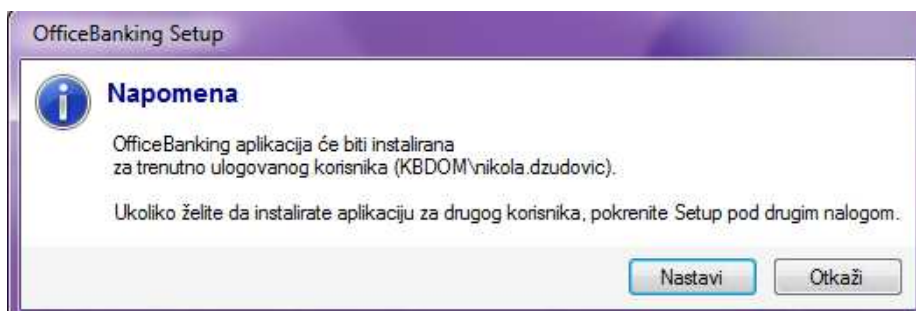 OfficeBanking Setup
Napomena
OfficeBanking aplikacija će biti instalirana
za trenutno ulogovanog korisnika (KBDOM\nikola.dzudovic).
Ukoliko želite da instalirate aplikaciju za drugog korisnika, pokrenite Setup pod drugim nalogom.
Nastavi
Otkaži